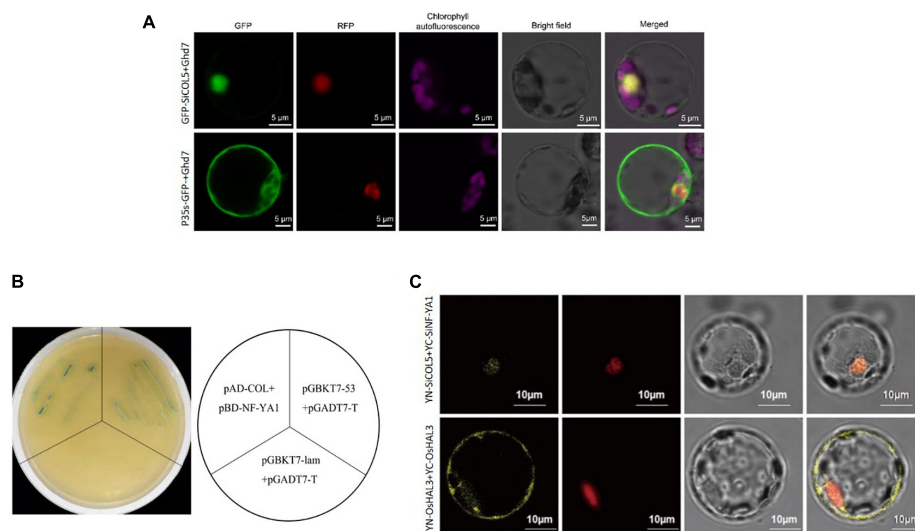 A
GFP
RFP
Chlorophyll
autofluorescence
Bright field
Merged
GFP-SiCOL5+Ghd7
5 µm
5 µm
5 µm
5 µm
5 µm
P35s-GFP-+Ghd7
5 µm
5 µm
5 µm
5 µm
5 µm
B
pAD-COL+
pBD-NF-YA1
pGBKT7-53
+pGADT7-T
pGBKT7-lam
+pGADT7-T
C
YN-SiCOL5+YC-SiNF-YA1
10µm
10µm
10µm
10µm
YN-OsHAL3+YC-OsHAL3
10µm
10µm
10µm
10µm